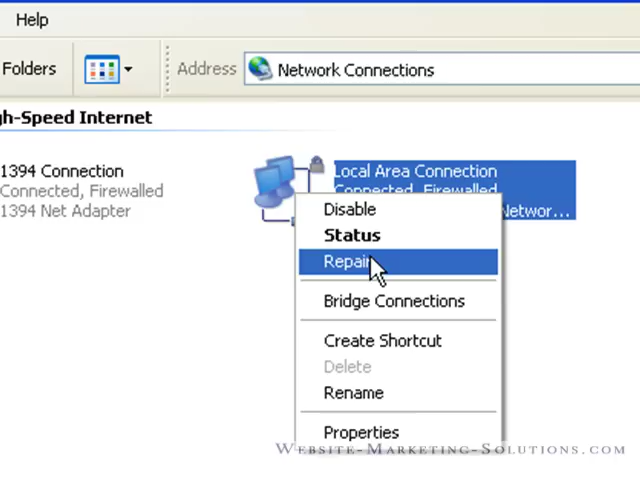 Help
Folders
Address
Network Connections
gh-Speed Internet
1394 Connection
Connected, Firewalled
1394 Net Adapter
Local Area Connection
Connected, Firewalled
Networ...
Disable
Status
Repair
Bridge Connections
Create Shortcut
Delete
Rename
Properties
Website-Marketing-Solutions.com